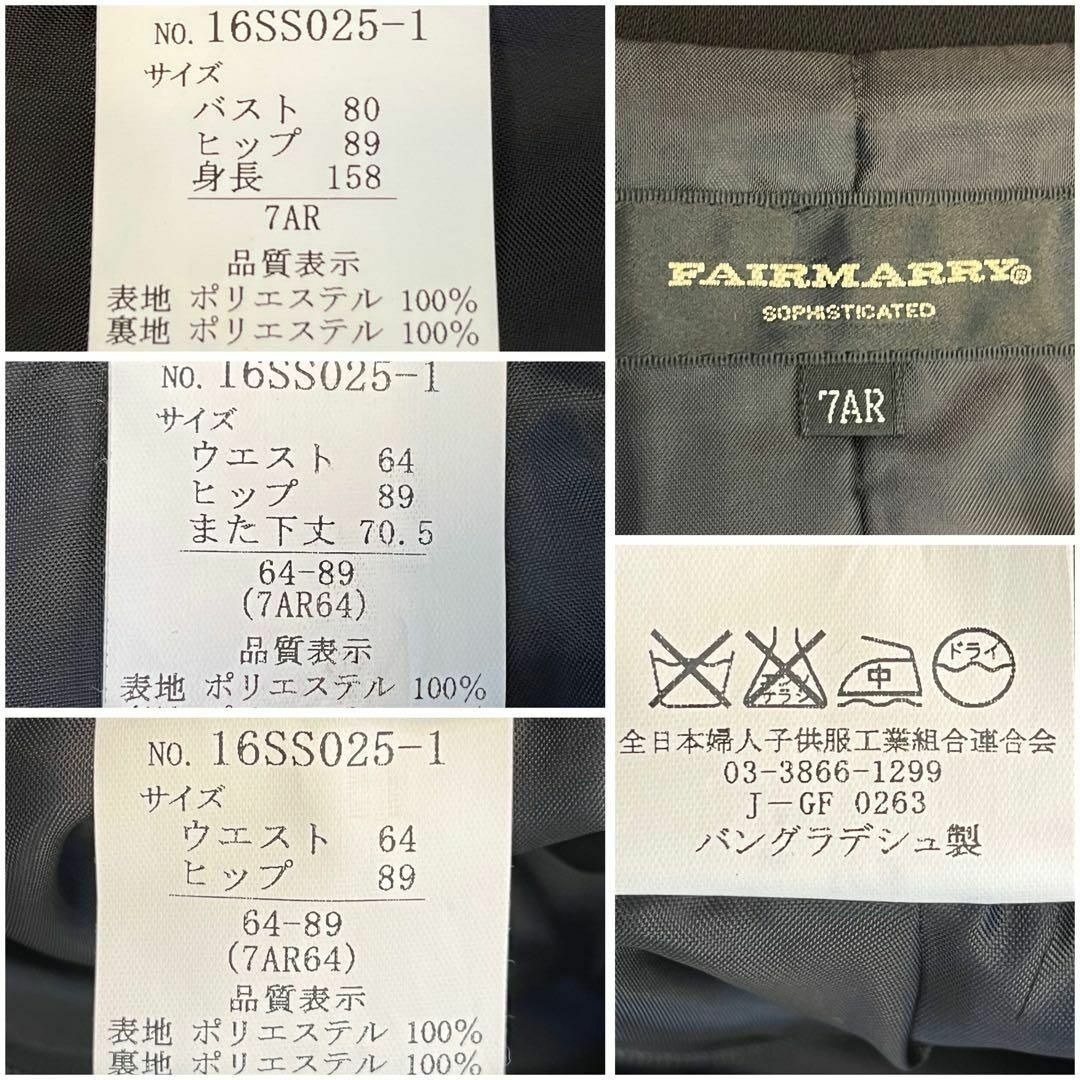 NO. 16SS025-1
サイズ
バスト 80
ヒップ 89
身長 158
7AR
品質表示
表地 ポリエステル 100%
裏地 ポリエステル 100%
NO. 16SS025-1
サイズ
ウエスト 64
ヒップ 89
また下丈 70.5
64-89
(7AR64)
品質表示
表地 ポリエステル 100%
NO. 16SS025-1
サイズ
ウエスト 64
ヒップ 89
64-89
(7AR64)
品質表示
表地 ポリエステル 100%
裏地 ポリエステル 100%
FAIRMARRY®
SOPHISTICATED
7AR
中
ドライ
全日本婦人子供服工業組合連合会
03-3866-1299
J-GF 0263
バングラデシュ製